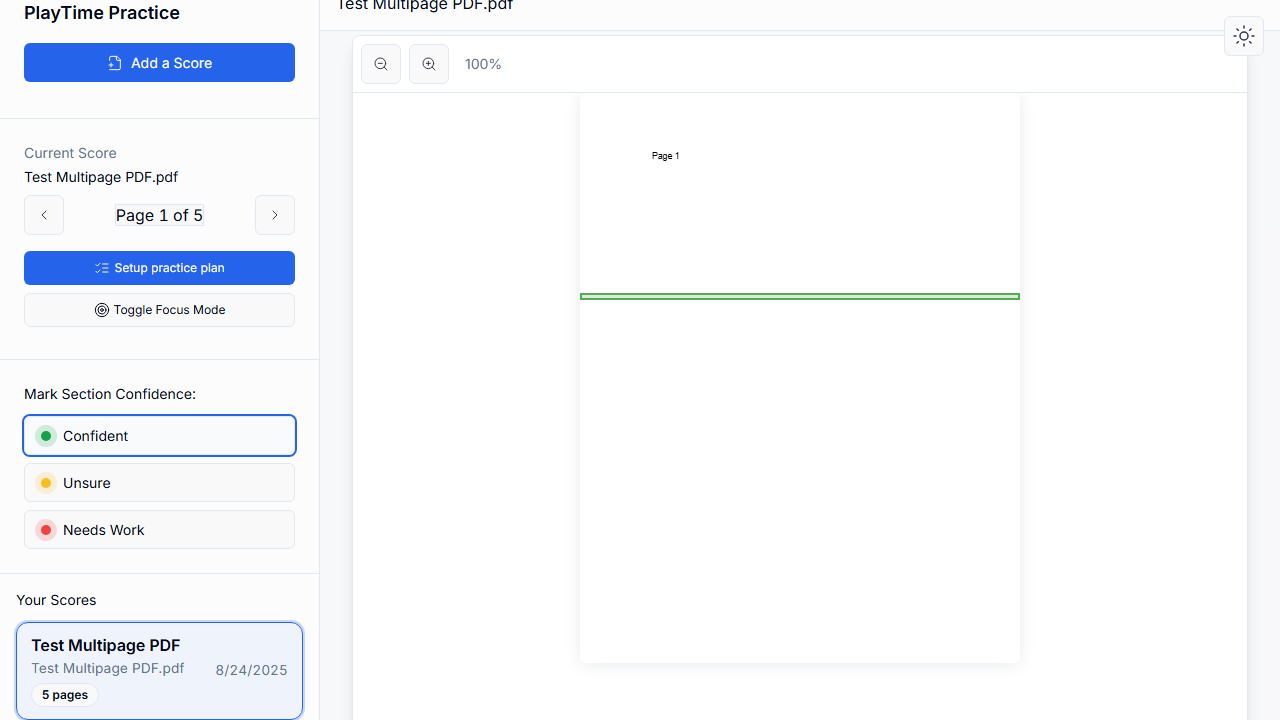 PlayTime Practice
Add a Score
Current Score
Test Multipage PDF.pdf
Page 1 of 5
Setup practice plan
Toggle Focus Mode
Mark Section Confidence:
Confident
Unsure
Needs Work
Your Scores
Test Multipage PDF
Test Multipage PDF.pdf
8/24/2025
5 pages
Test Multipage PDF.pdf
100%
Page 1